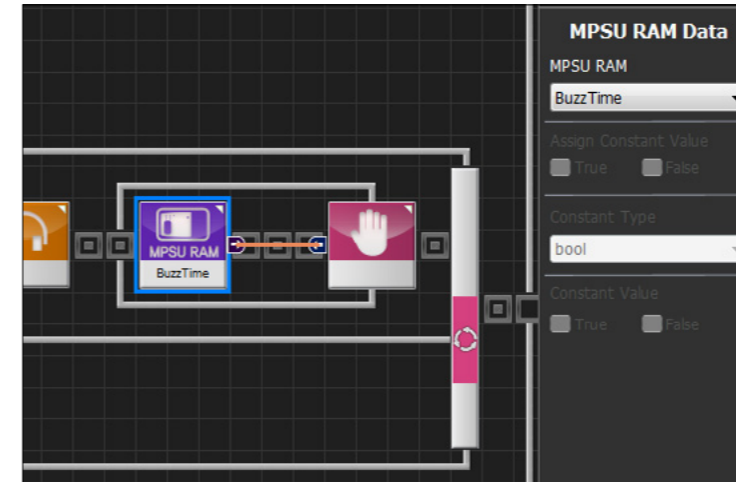 MPSU RAM
BuzzTime
MPSU RAM Data
MPSU RAM
BuzzTime
Assign Constant Value
True False
Constant Type
bool
Constant Value
True False